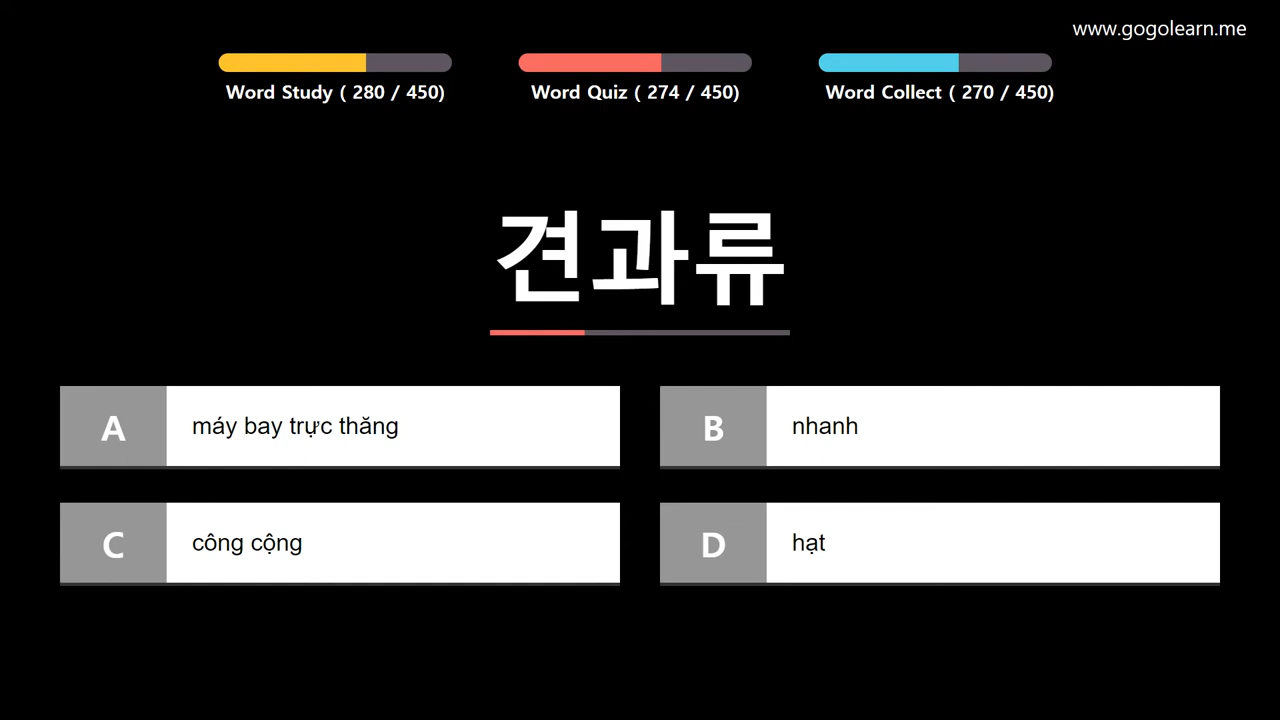 www.gogolearn.me
Word Study ( 280 / 450)
Word Quiz ( 274 / 450)
Word Collect ( 270 / 450)
견과류
A máy bay trực thăng
B nhanh
C công cộng
D hạt